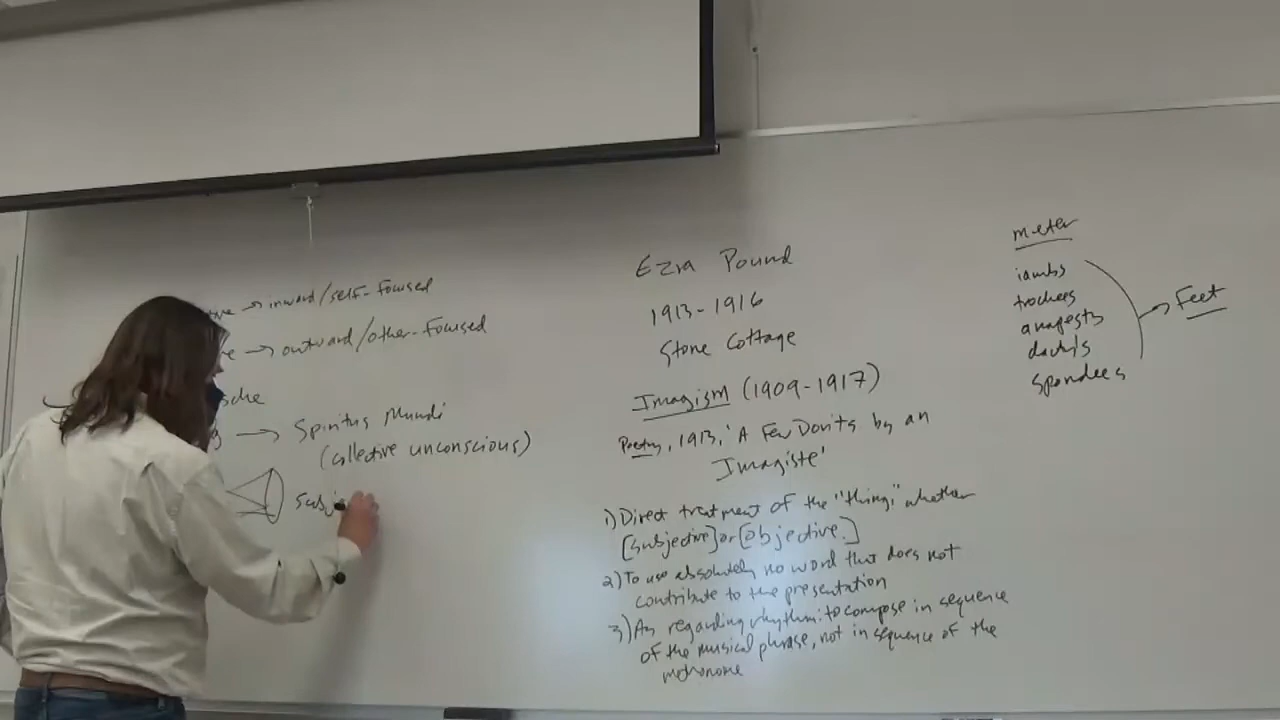 → inward/self-focused
→ outward/other-focused
→ Spiritus Mundi
(collective unconscious)
Subj
Ezra Pound
1913-1916
Stone Cottage
Imagism (1909-1917)
Poetry, 1913, 'A Few Don'ts by an
Imagiste'
1) Direct treatment of the "thing," whether
[subjective] or [objective.]
2) To use absolutely no word that does not
contribute to the presentation
3) As regarding rhythm: to compose in sequence
of the musical phrase, not in sequence of the
metronome
meter
iambs
trochees
anapests
dactyls
spondees
→ Feet